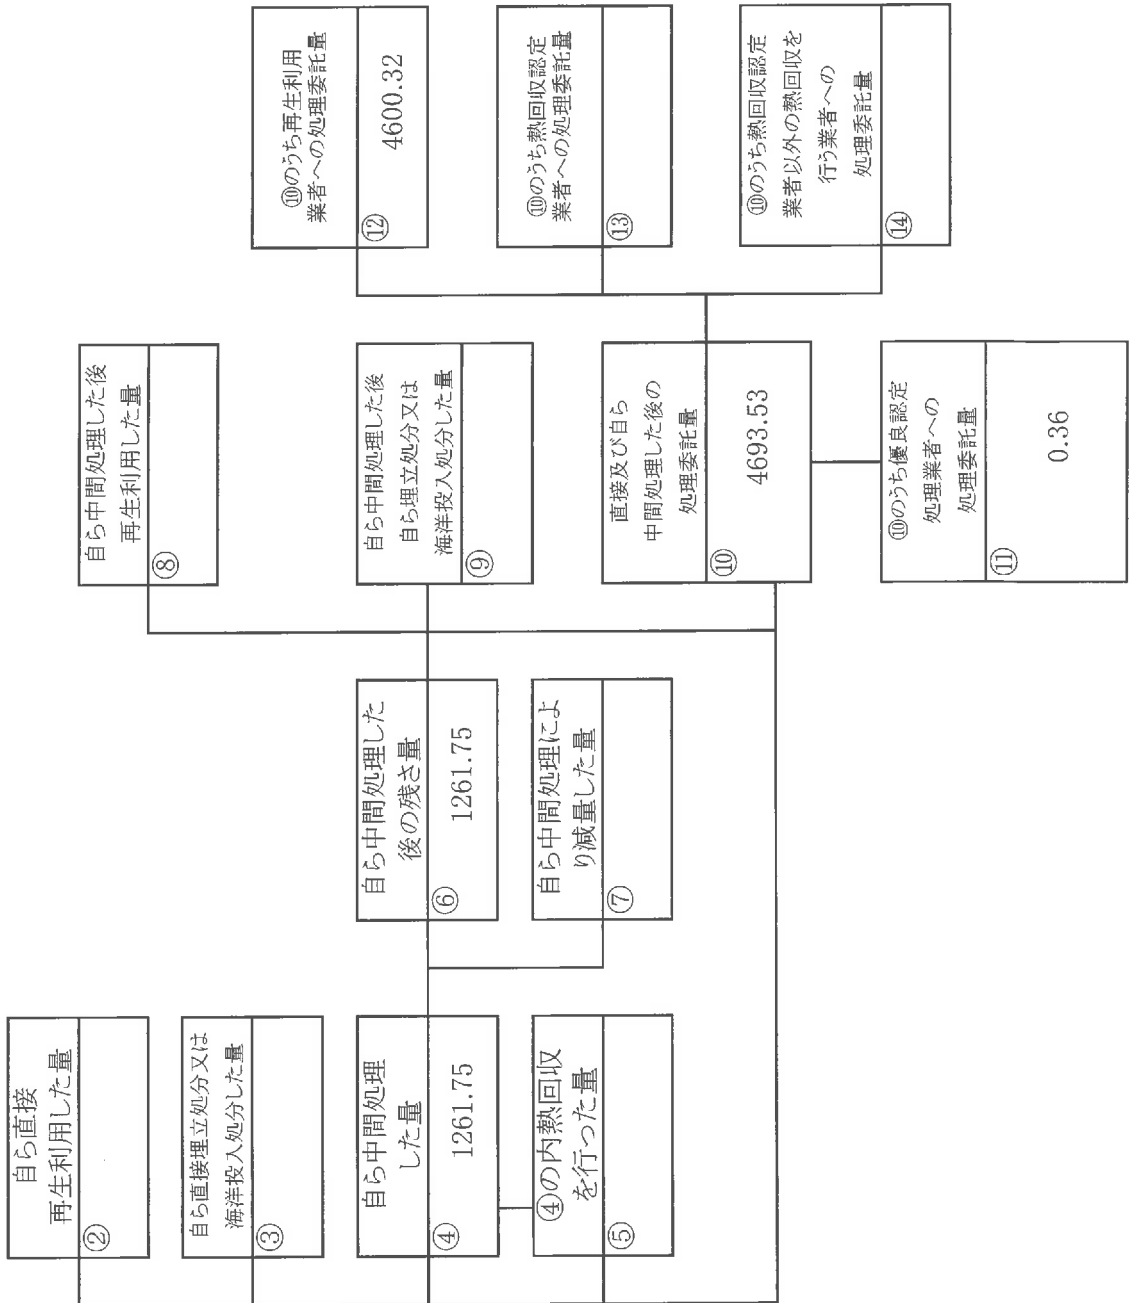 自ら直接
再生利用した量
②
自ら直接埋立処分又は
海洋投入処分した量
③
自ら中間処理
した量
④
1261.75
④の内熱回収
を行った量
⑤
自ら中間処理した
後の残さ量
⑥
1261.75
自ら中間処理によ
り減量した量
⑦
自ら中間処理した後
再生利用した量
⑧
自ら中間処理した後
自ら埋立処分又は
海洋投入処分した量
⑨
直接及び自ら
中間処理した後の
処理委託量
⑩
4693.53
⑩のうち優良認定
処理業者への
処理委託量
⑪
0.36
⑩のうち再生利用
業者への処理委託量
⑫
4600.32
⑩のうち熱回収認定
業者への処理委託量
⑬
⑩のうち熱回収認定
業者以外の熱回収を
行う業者への
処理委託量
⑭